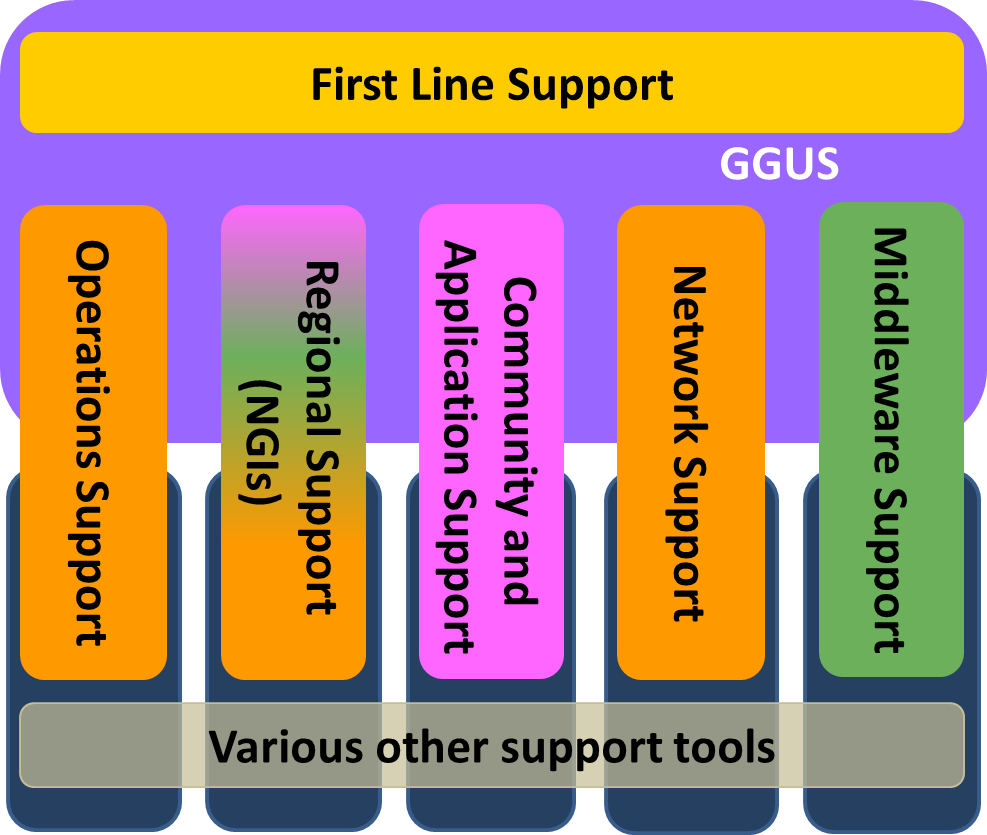 First Line Support
GGUS
Operations Support
Regional Support
(NGIs)
Community and
Application Support
Network Support
Middleware Support
Various other support tools